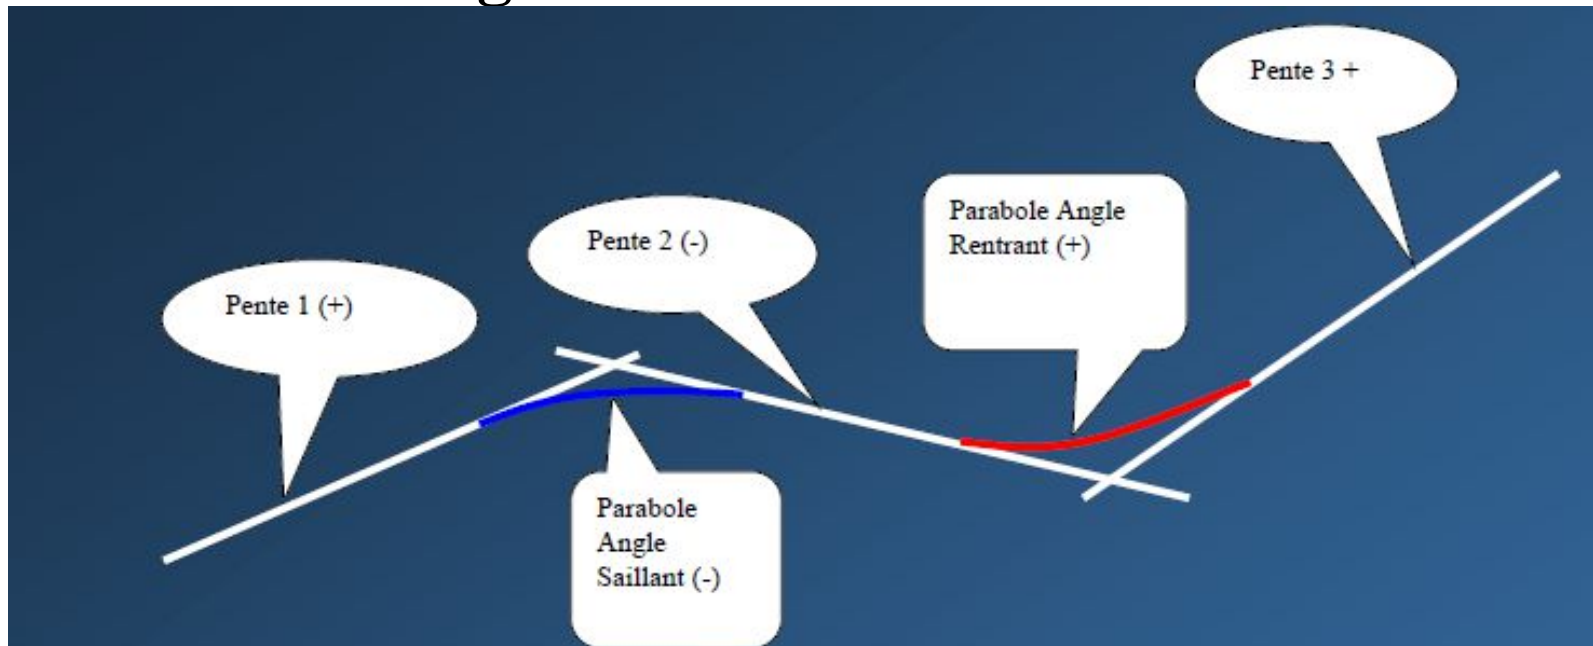 Pente 1 (+)
Pente 2 (-)
Parabole Angle
Rentrant (+)
Pente 3 +
Parabole
Angle
Saillant (-)